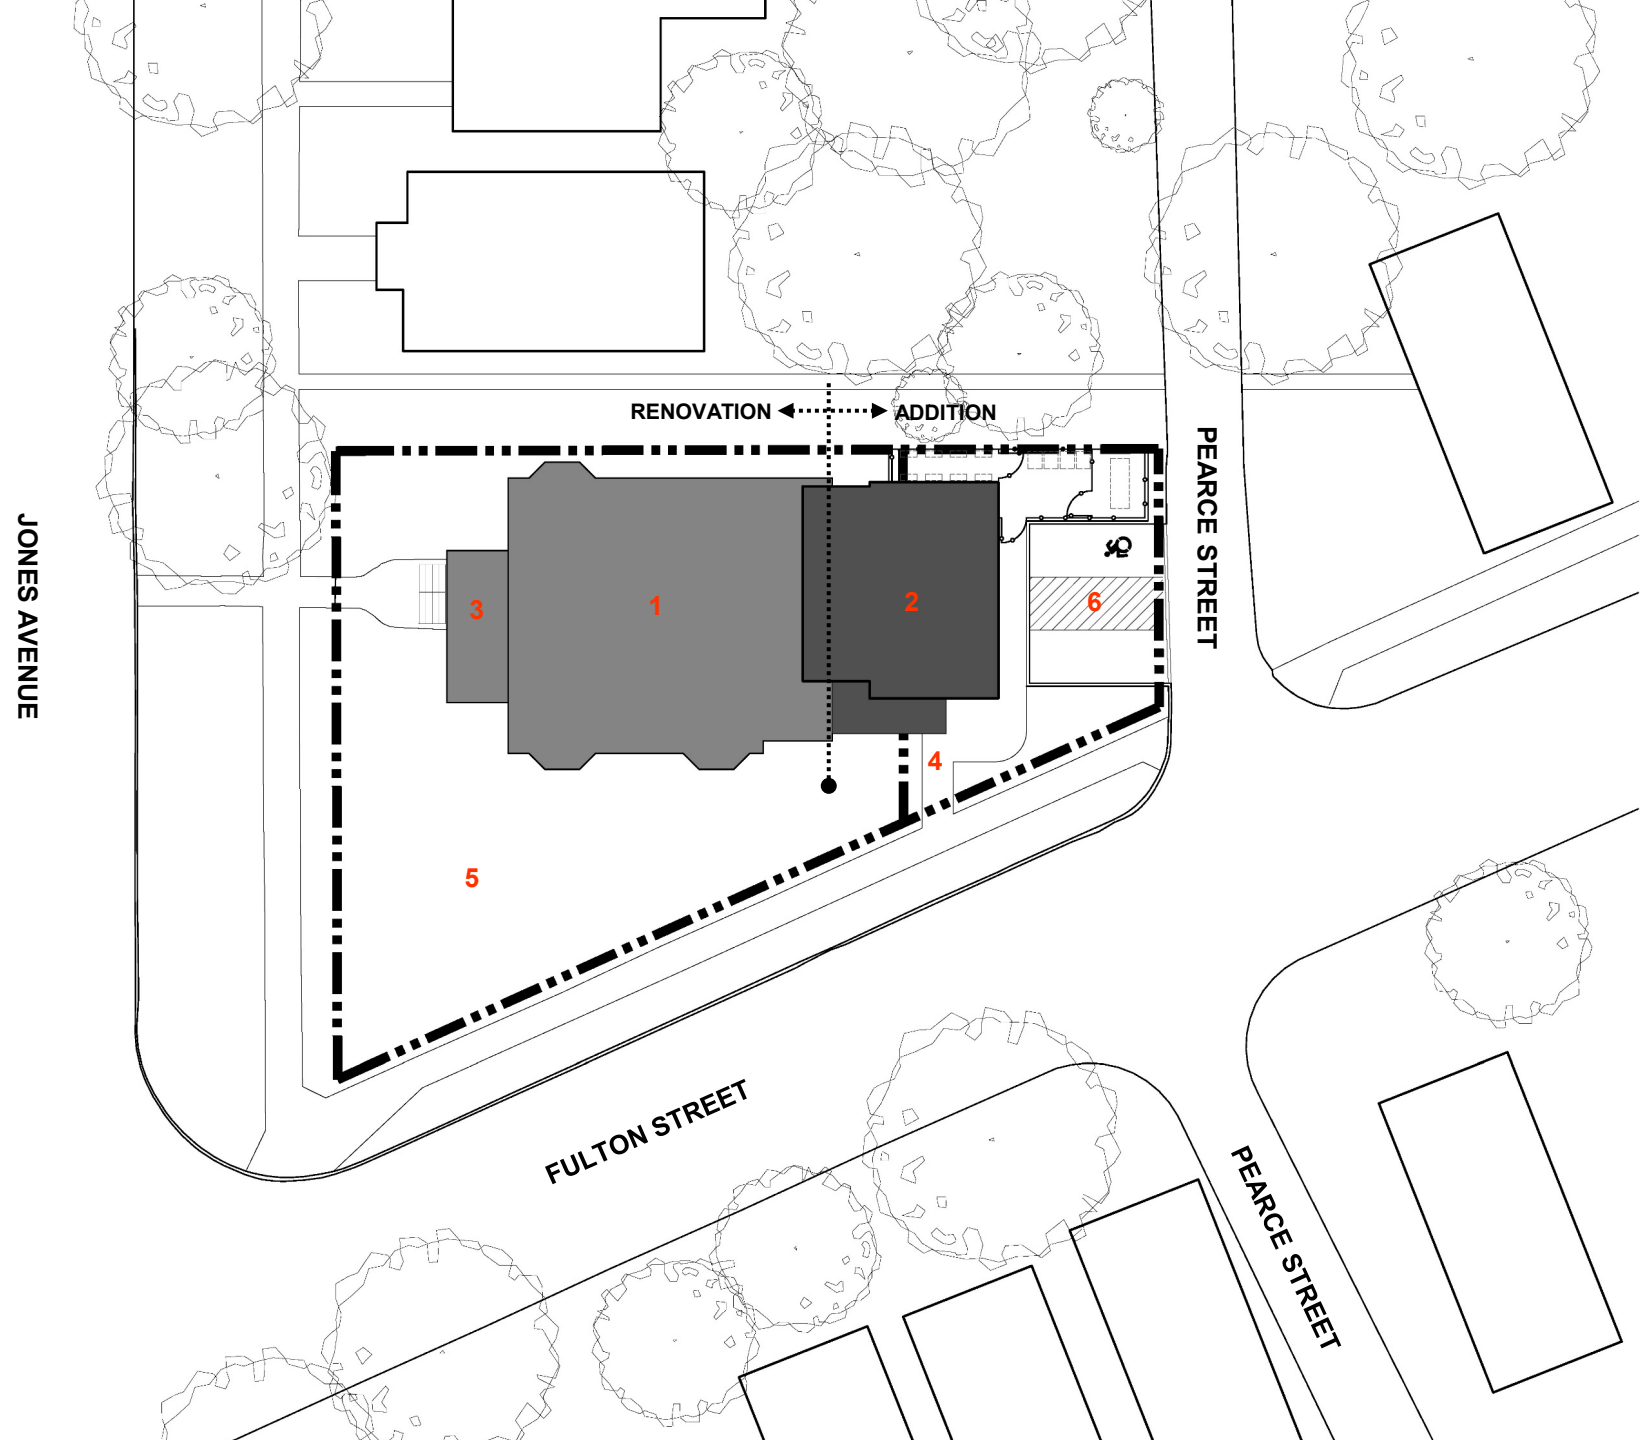 RENOVATION
ADDITION
PEARCE STREET
JONES AVENUE
3
1
2
6
4
5
FULTON STREET
PEARCE STREET